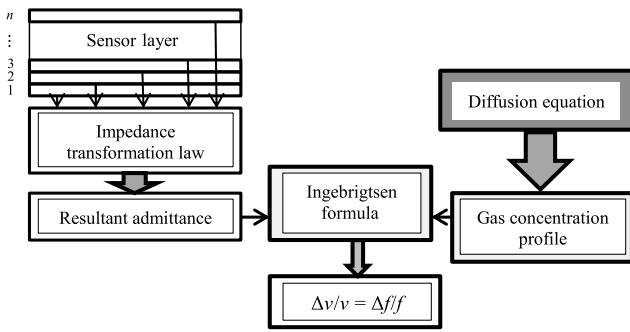 n
⋮
Sensor layer
3
2
1
Impedance
transformation law
Resultant admittance
Ingebrigtsen
formula
Δv/v = Δf/f
Diffusion equation
Gas concentration
profile